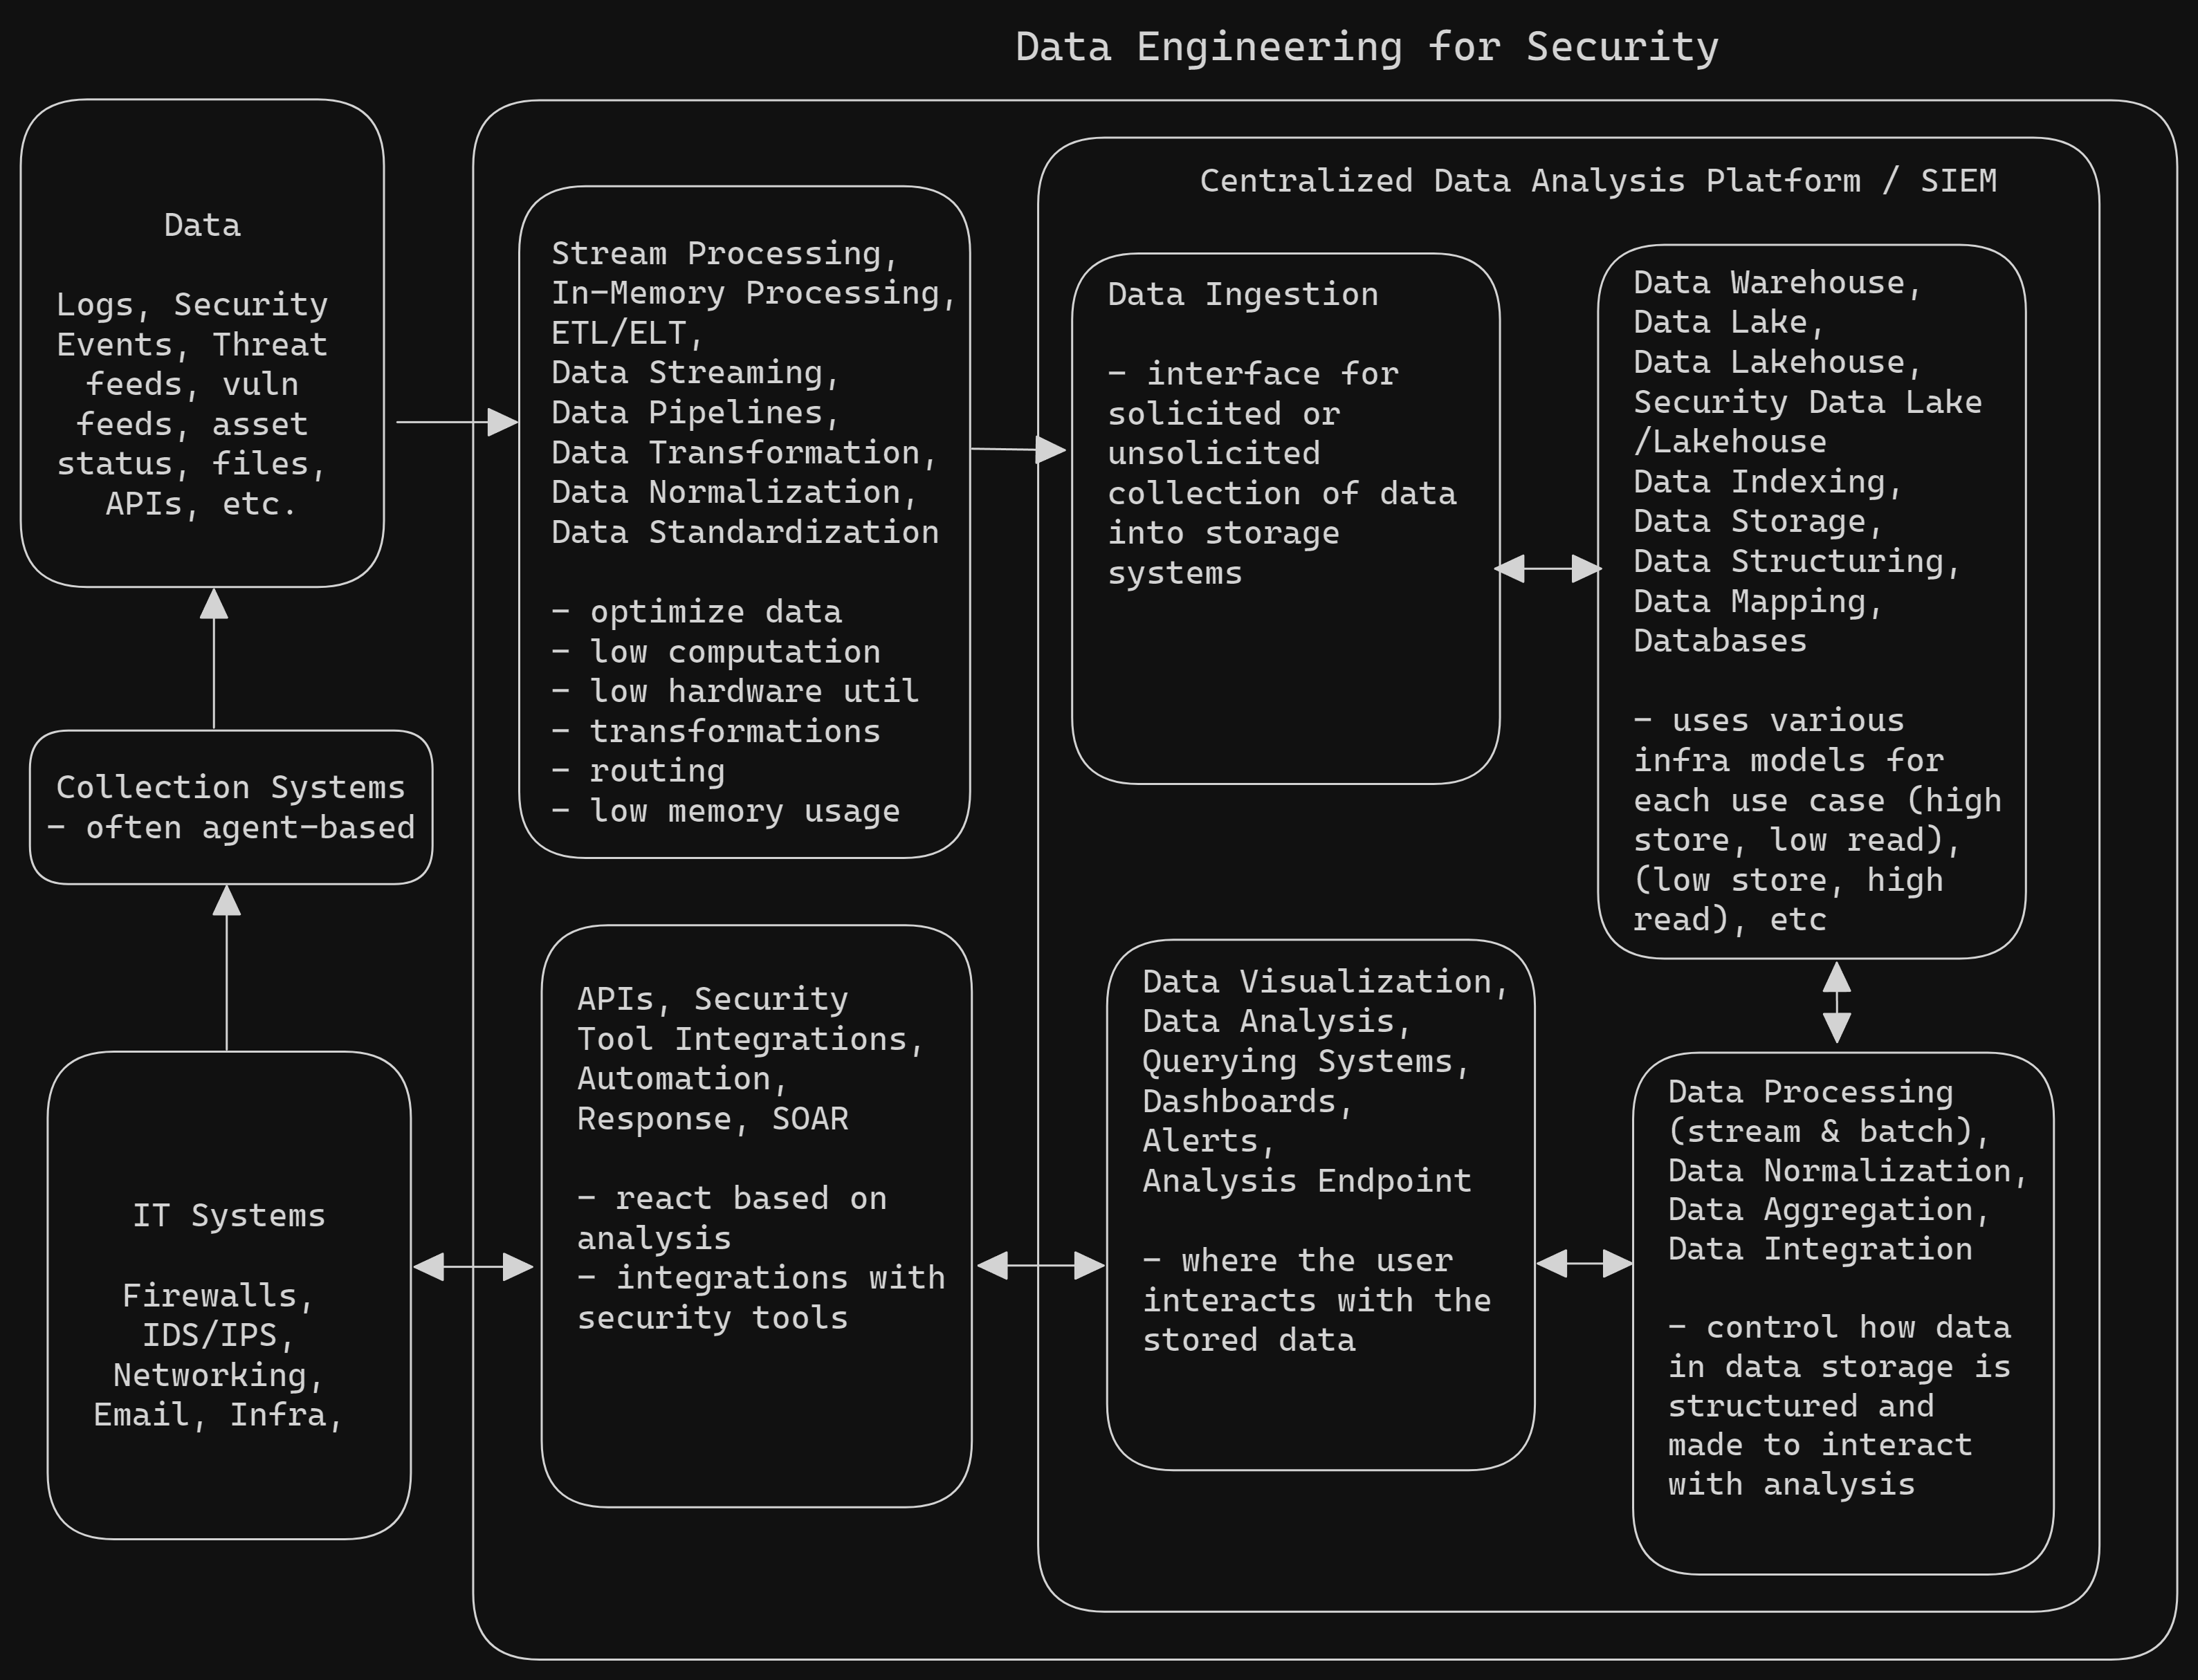 Data Engineering for Security
Data
Logs, Security
Events, Threat
feeds, vuln
feeds, asset
status, files,
APIs, etc.
Collection Systems
- often agent-based
IT Systems
Firewalls,
IDS/IPS,
Networking,
Email, Infra,
Stream Processing,
In-Memory Processing,
ETL/ELT,
Data Streaming,
Data Pipelines,
Data Transformation,
Data Normalization,
Data Standardization
- optimize data
- low computation
- low hardware util
- transformations
- routing
- low memory usage
APIs, Security
Tool Integrations,
Automation,
Response, SOAR
- react based on
analysis
- integrations with
security tools
Centralized Data Analysis Platform / SIEM
Data Ingestion
- interface for
solicited or
unsolicited
collection of data
into storage
systems
Data Warehouse,
Data Lake,
Data Lakehouse,
Security Data Lake
/Lakehouse
Data Indexing,
Data Storage,
Data Structuring,
Data Mapping,
Databases
- uses various
infra models for
each use case (high
store, low read),
(low store, high
read), etc
Data Visualization,
Data Analysis,
Querying Systems,
Dashboards,
Alerts,
Analysis Endpoint
- where the user
interacts with the
stored data
Data Processing
(stream & batch),
Data Normalization,
Data Aggregation,
Data Integration
- control how data
in data storage is
structured and
made to interact
with analysis